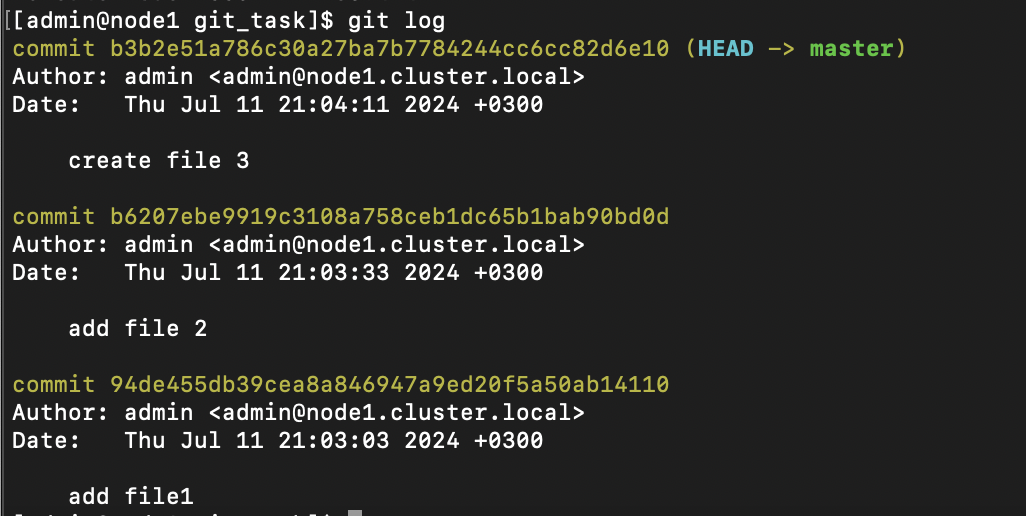 [[admin@node1 git_task]$ git log
commit b3b2e51a786c30a27ba7b7784244cc6cc82d6e10 (HEAD -> master)
Author: admin <admin@node1.cluster.local>
Date:   Thu Jul 11 21:04:11 2024 +0300
    create file 3
commit b6207ebe9919c3108a758ceb1dc65b1bab90bd0d
Author: admin <admin@node1.cluster.local>
Date:   Thu Jul 11 21:03:33 2024 +0300
    add file 2
commit 94de455db39cea8a846947a9ed20f5a50ab14110
Author: admin <admin@node1.cluster.local>
Date:   Thu Jul 11 21:03:03 2024 +0300
    add file1